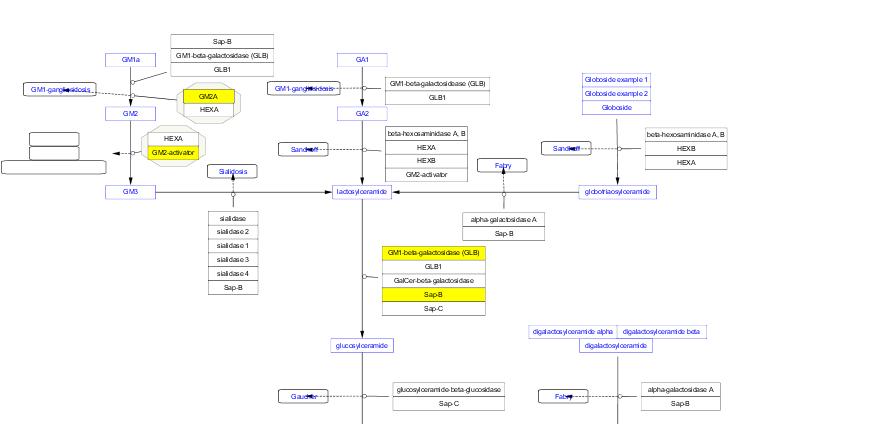 Sap-B
GM1-beta-galactosidase (GLB)
GLB1
GM1a
GA1
GM1-gangliosidosis
GM1-gangliosidosis
GM1-beta-galactosidease (GLB)
GLB1
Globoside example 1
Globoside example 2
Globoside
GM2A
HEXA
GM2
GA2
HEXA
GM2-activator
beta-hexosaminidase A, B
HEXA
HEXB
GM2-activator
Sandhoff
Sandhoff
beta-hexosaminidase A, B
HEXB
HEXA
Sialidosis
Fabry
GM3
lactosylceramide
globotriaosylceramide
sialidase
sialidase 2
sialidase 1
sialidase 3
sialidase 4
Sap-B
alpha-galactosidase A
Sap-B
GM1-beta-galactosidase (GLB)
GLB1
GalCer-beta-galactosidase
Sap-B
Sap-C
digalactosylceramide alpha
digalactosylceramide beta
glucosylceramide
digalactosylceramide
Gaucher
glucosylceramide-beta-glucosidase
Sap-C
Fabry
alpha-galactosidase A
Sap-B